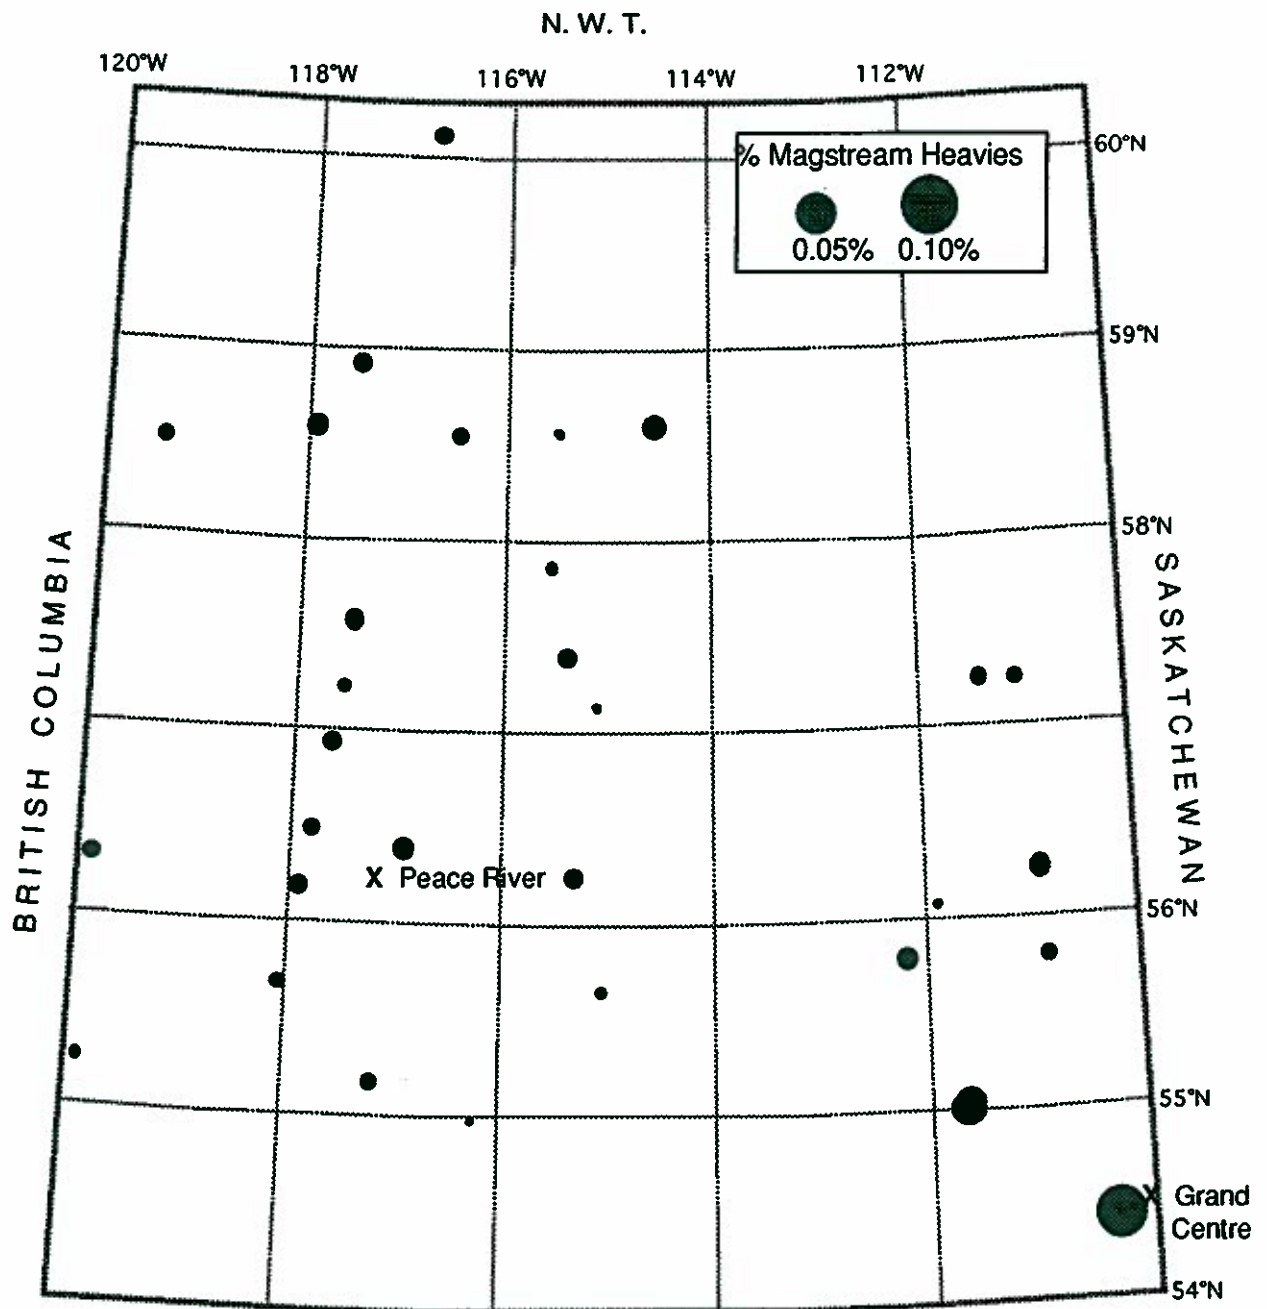 N. W. T.
120°W 118°W 116°W 114°W 112°W
60°N
% Magstream Heavies
0.05% 0.10%
59°N
58°N
BRITISH COLUMBIA
SASKATCHEWAN
X Peace River
56°N
55°N
X Grand
Centre
54°N